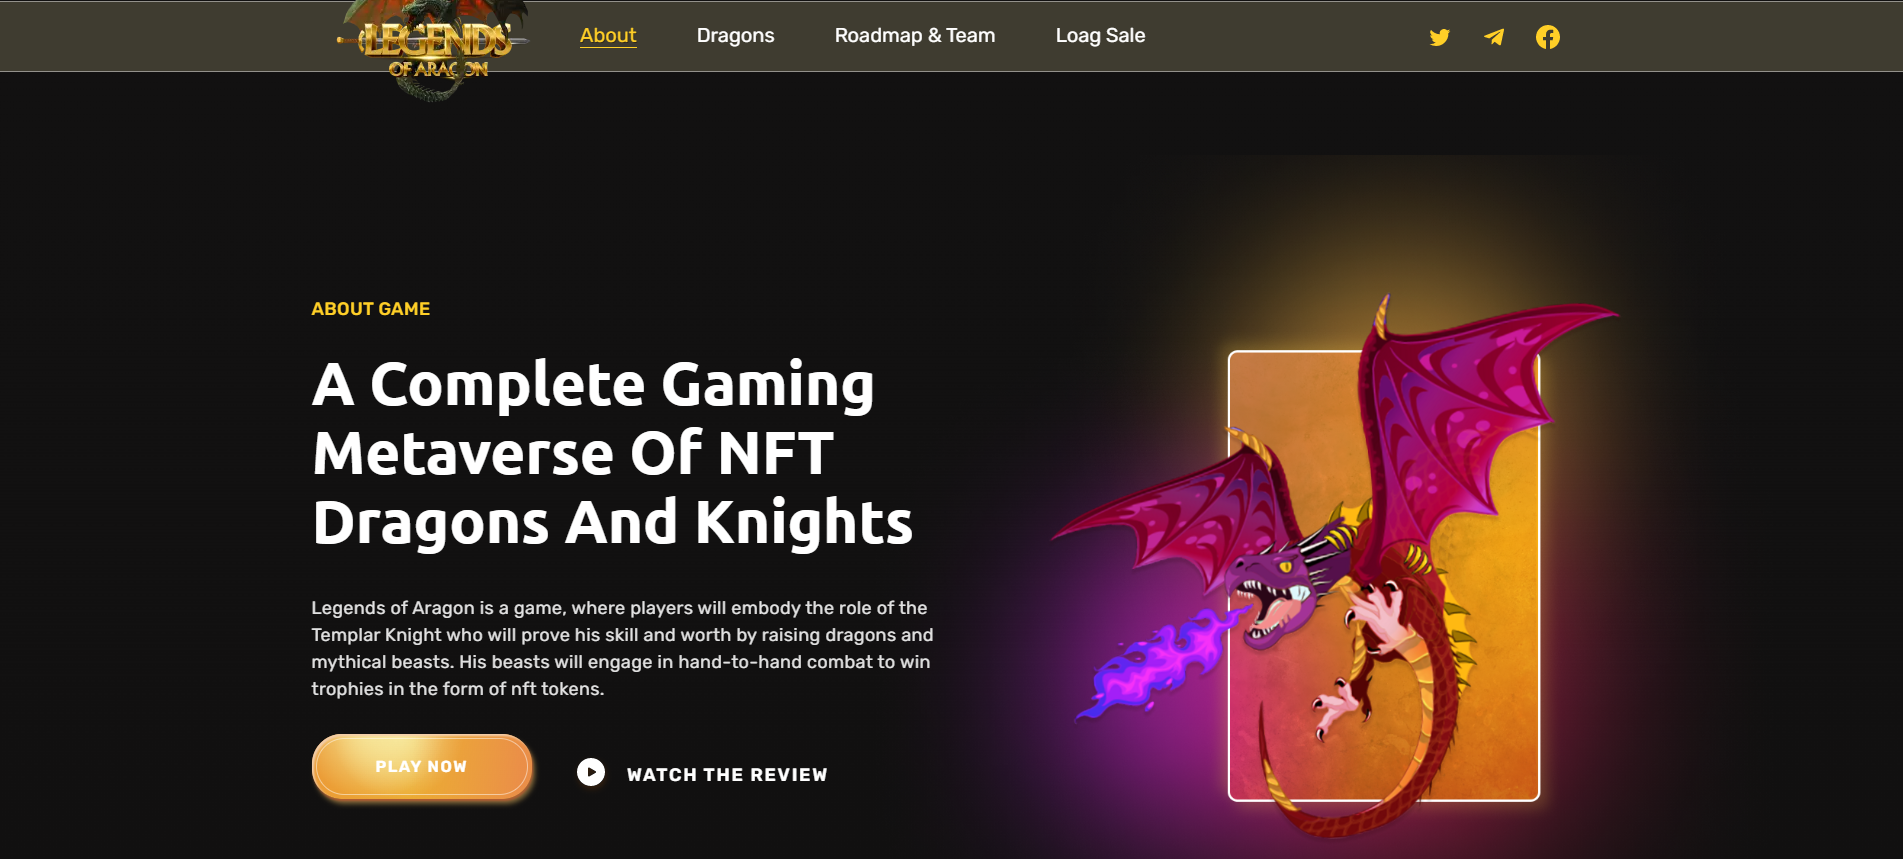 LEGENDS
OF ARAGON
About
Dragons
Roadmap & Team
Loag Sale
ABOUT GAME
A Complete Gaming
Metaverse Of NFT
Dragons And Knights
Legends of Aragon is a game, where players will embody the role of the
Templar Knight who will prove his skill and worth by raising dragons and
mythical beasts. His beasts will engage in hand-to-hand combat to win
trophies in the form of nft tokens.
PLAY NOW
WATCH THE REVIEW